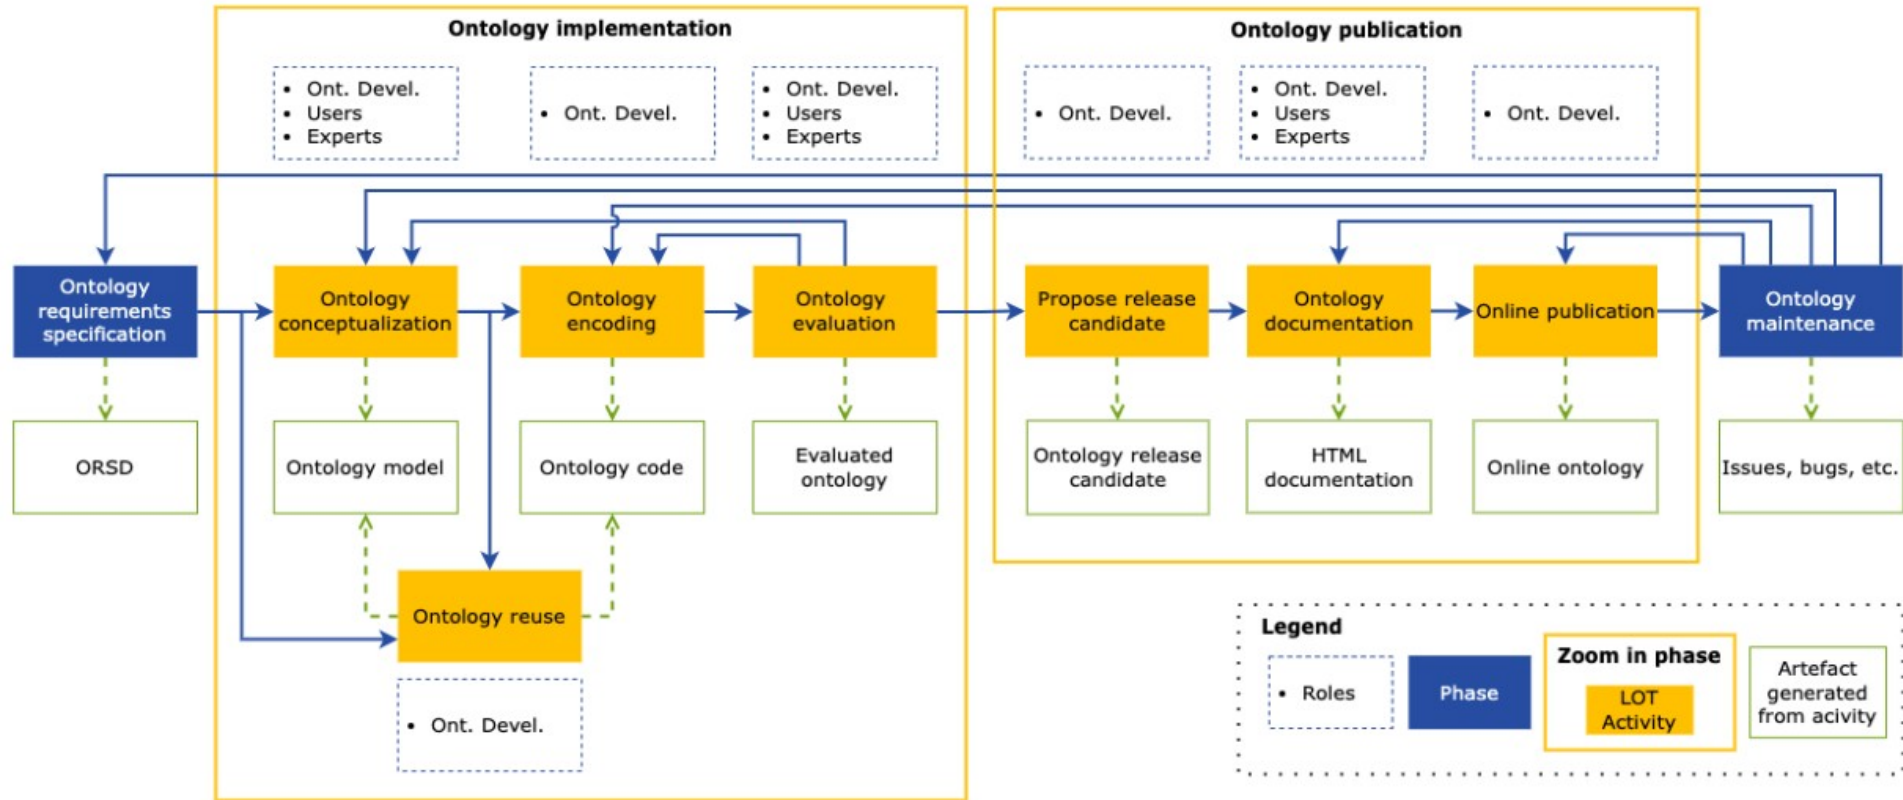 Ontology implementation
Ontology publication
• Ont. Devel.
• Users
• Experts
• Ont. Devel.
• Ont. Devel.
• Users
• Experts
• Ont. Devel.
• Ont. Devel.
• Users
• Experts
• Ont. Devel.
Ontology
requirements
specification
Ontology
conceptualization
Ontology
encoding
Ontology
evaluation
Propose release
candidate
Ontology
documentation
Online publication
Ontology
maintenance
ORSD
Ontology model
Ontology code
Evaluated
ontology
Ontology release
candidate
HTML
documentation
Online ontology
Issues, bugs, etc.
Ontology reuse
• Ont. Devel.
Legend
• Roles
Phase
Zoom in phase
LOT
Activity
Artefact
generated
from acivity